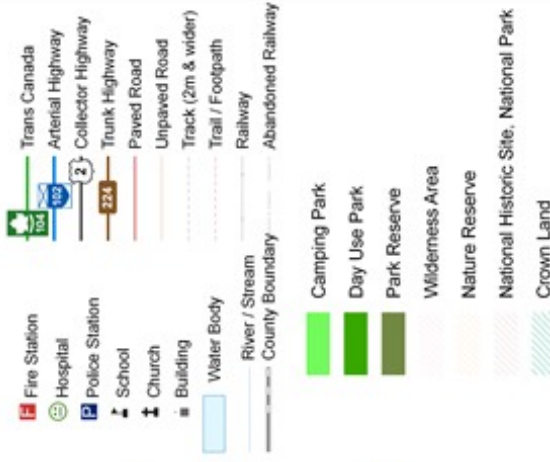 F Fire Station
Hospital
P Police Station
School
Church
Building
Water Body
River / Stream
County Boundary
104 Trans Canada
102 Arterial Highway
2 Collector Highway
224 Trunk Highway
Paved Road
Unpaved Road
Track (2m & wider)
Trail / Footpath
Railway
Abandoned Railway
Camping Park
Day Use Park
Park Reserve
Wilderness Area
Nature Reserve
National Historic Site, National Park
Crown Land